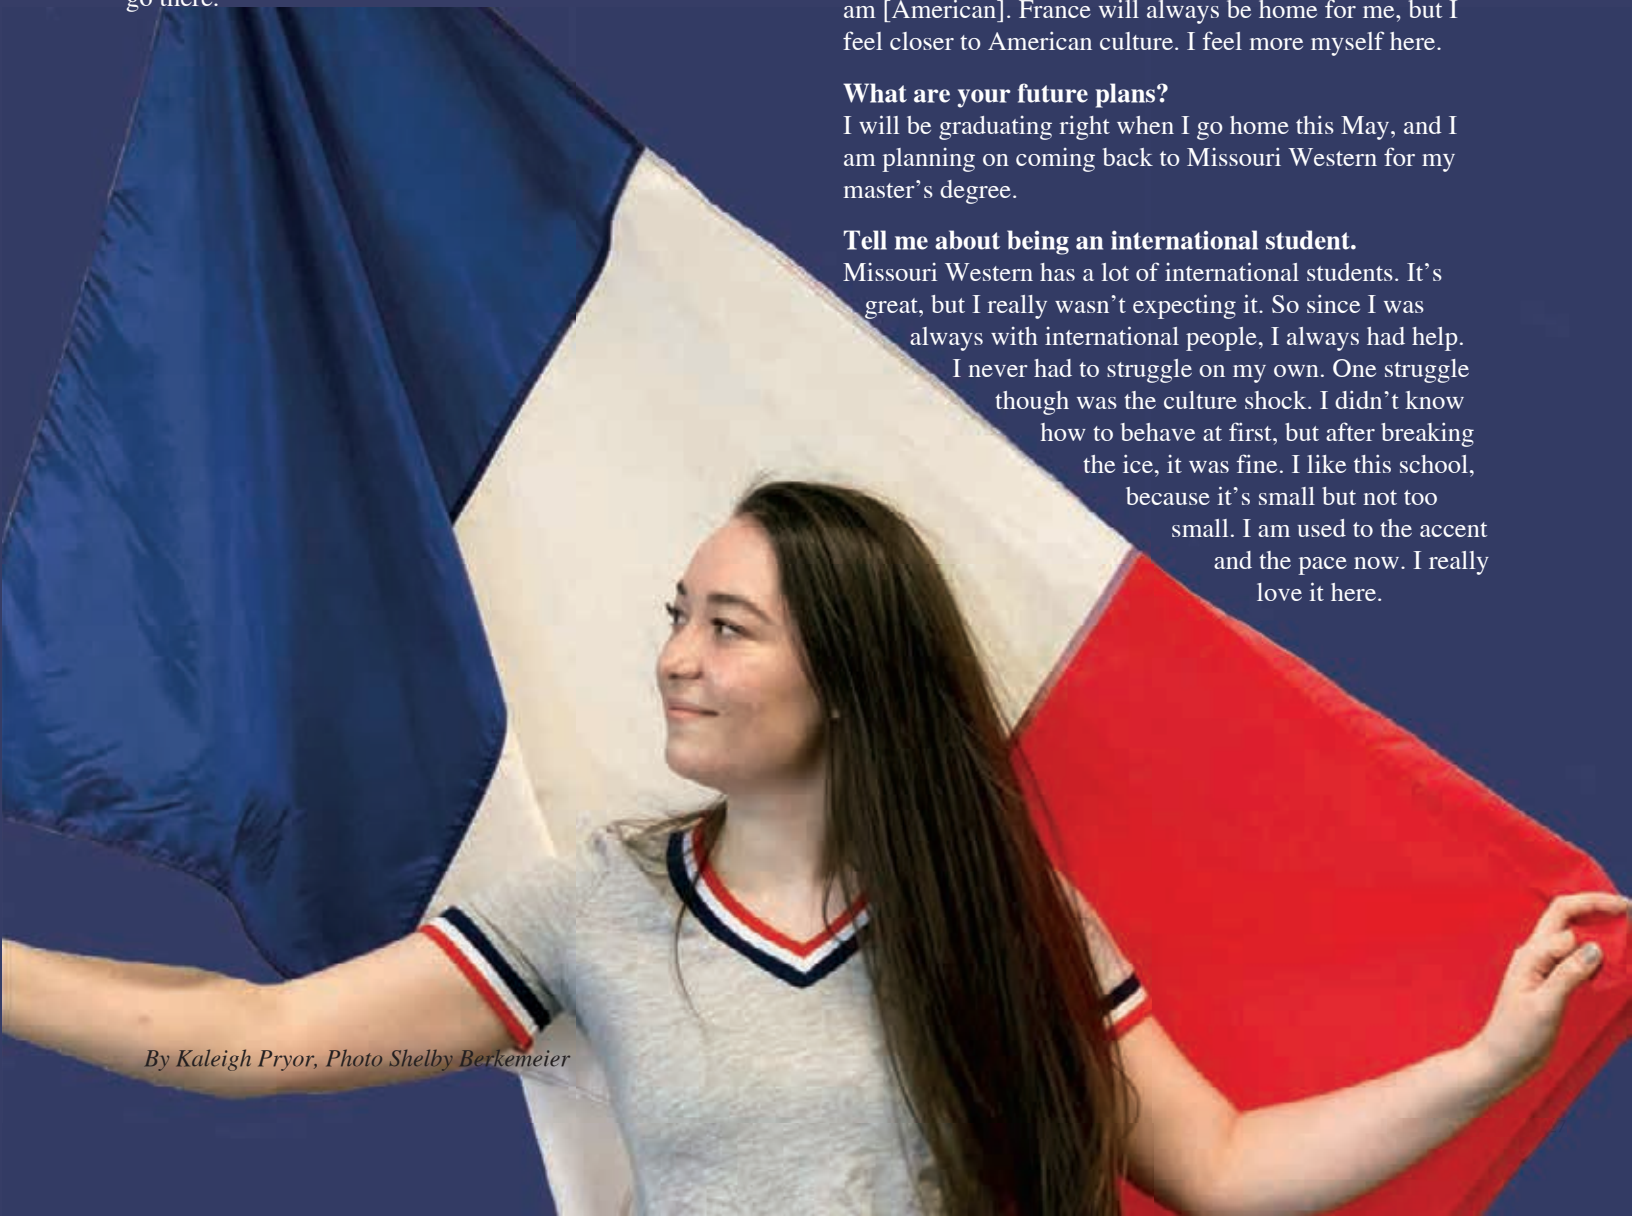 go there.
am [American]. France will always be home for me, but I
feel closer to American culture. I feel more myself here.
What are your future plans?
I will be graduating right when I go home this May, and I
am planning on coming back to Missouri Western for my
master’s degree.
Tell me about being an international student.
Missouri Western has a lot of international students. It’s
great, but I really wasn’t expecting it. So since I was
always with international people, I always had help.
I never had to struggle on my own. One struggle
though was the culture shock. I didn’t know
how to behave at first, but after breaking
the ice, it was fine. I like this school,
because it’s small but not too
small. I am used to the accent
and the pace now. I really
love it here.
By Kaleigh Pryor, Photo Shelby Berkemeier